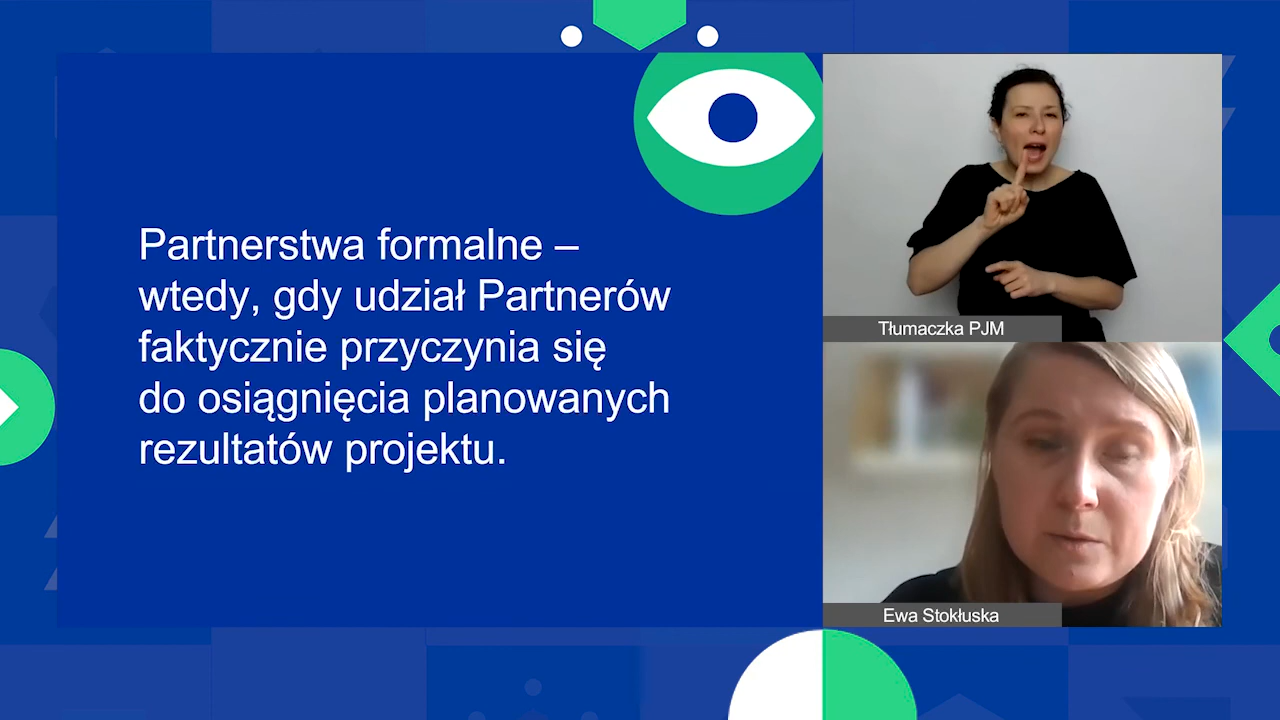 Partnerstwa formalne –
wtedy, gdy udział Partnerów
faktycznie przyczynia się
do osiągnięcia planowanych
rezultatów projektu.
Tłumaczka PJM
Ewa Stokłuska